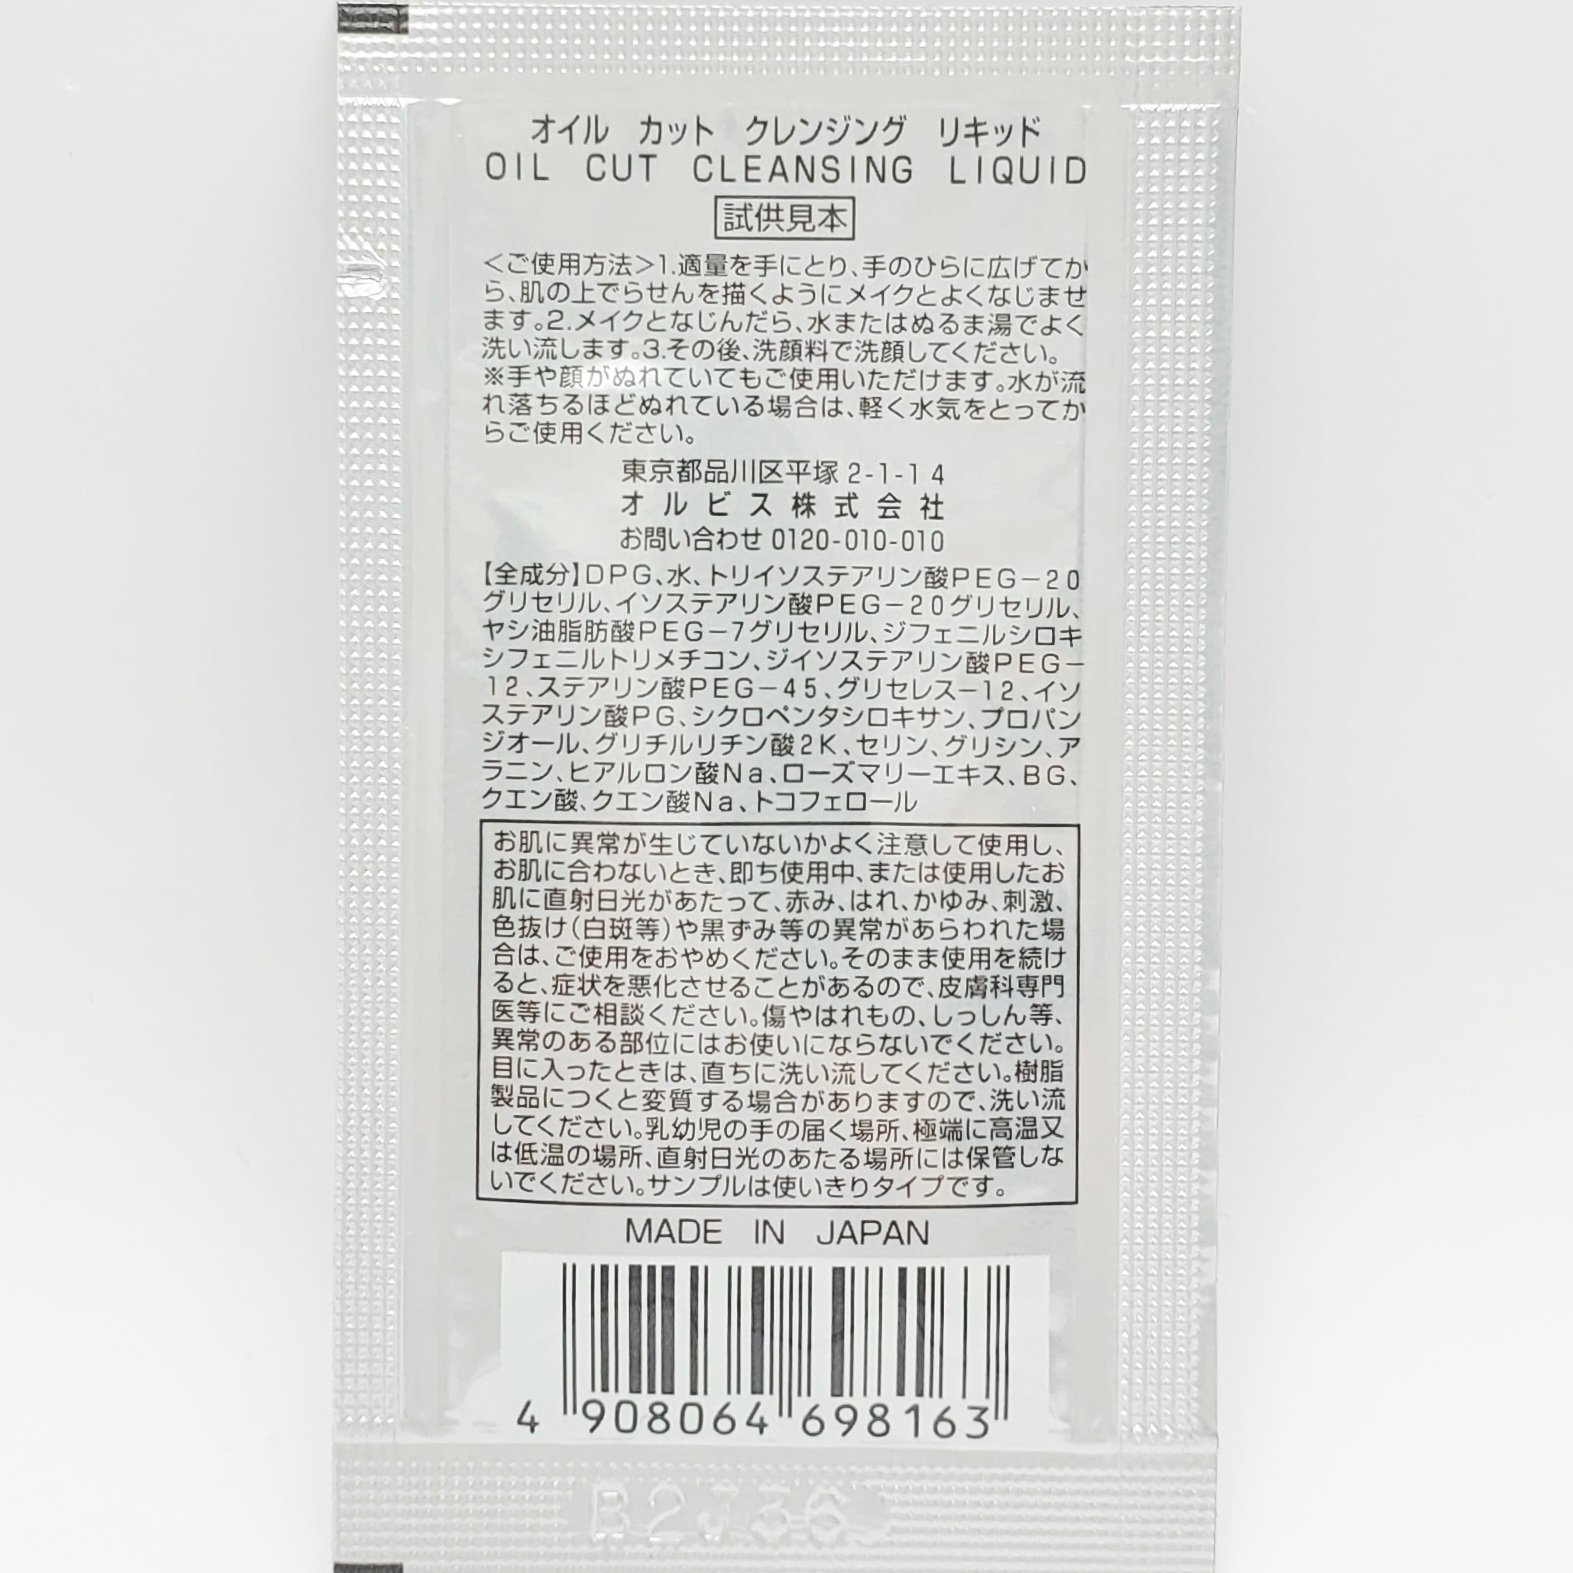 オイル カット クレンジング リキッド
OIL CUT CLEANSING LIQUID
試供見本
<ご使用方法>1.適量を手にとり、手のひらに広げてか
ら、肌の上でらせんを描くようにメイクとよくなじませ
ます。2.メイクとなじんだら、水またはぬるま湯でよく
洗い流します。3.その後、洗顔料で洗顔してください。
※手や顔がぬれていてもご使用いただけます。水が流
れ落ちるほどぬれている場合は、軽く水気をとってか
らご使用ください。
東京都品川区平塚2-1-14
オルビス株式会社
お問い合わせ 0120-010-010
【全成分】DPG、水、トリイソステアリン酸PEG-20
グリセリル、イソステアリン酸PEG-20グリセリル、
ヤシ油脂肪酸PEG-7グリセリル、ジフェニルシロキ
シフェニルトリメチコン、ジイソステアリン酸PEG-
12、ステアリン酸PEG-45、グリセレス-12、イソ
ステアリン酸PG、シクロペンタシロキサン、プロパン
ジオール、グリチルリチン酸2K、セリン、グリシン、ア
ラニン、ヒアルロン酸Na、ローズマリーエキス、BG、
クエン酸、クエン酸Na、トコフェロール
お肌に異常が生じていないかよく注意して使用し、
お肌に合わないとき、即ち使用中、または使用したお
肌に直射日光があたって、赤み、はれ、かゆみ、刺激、
色抜け(白斑等)や黒ずみ等の異常があらわれた場
合は、ご使用をおやめください。そのまま使用を続け
ると、症状を悪化させることがあるので、皮膚科専門
医等にご相談ください。傷やはれもの、しっしん等、
異常のある部位にはお使いにならないでください。
目に入ったときは、直ちに洗い流してください。樹脂
製品につくと変質する場合がありますので、洗い流
してください。乳幼児の手の届く場所、極端に高温又
は低温の場所、直射日光のあたる場所には保管しな
いでください。サンプルは使いきりタイプです。
MADE IN JAPAN
4 908064 698163
B2J36